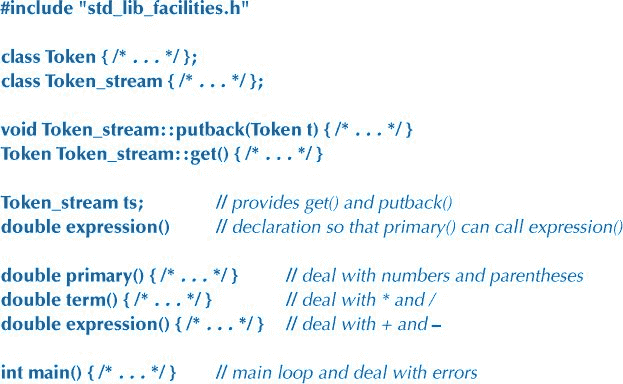 #include "std_lib_facilities.h"
class Token { /* . . . */ };
class Token_stream { /* . . . */ };
void Token_stream::putback(Token t) { /* . . . */ }
Token Token_stream::get() { /* . . . */ }
Token_stream ts; // provides get() and putback()
double expression() // declaration so that primary() can call expression()
double primary() { /* . . . */ } // deal with numbers and parentheses
double term() { /* . . . */ } // deal with * and /
double expression() { /* . . . */ } // deal with + and –
int main() { /* . . . */ } // main loop and deal with errors